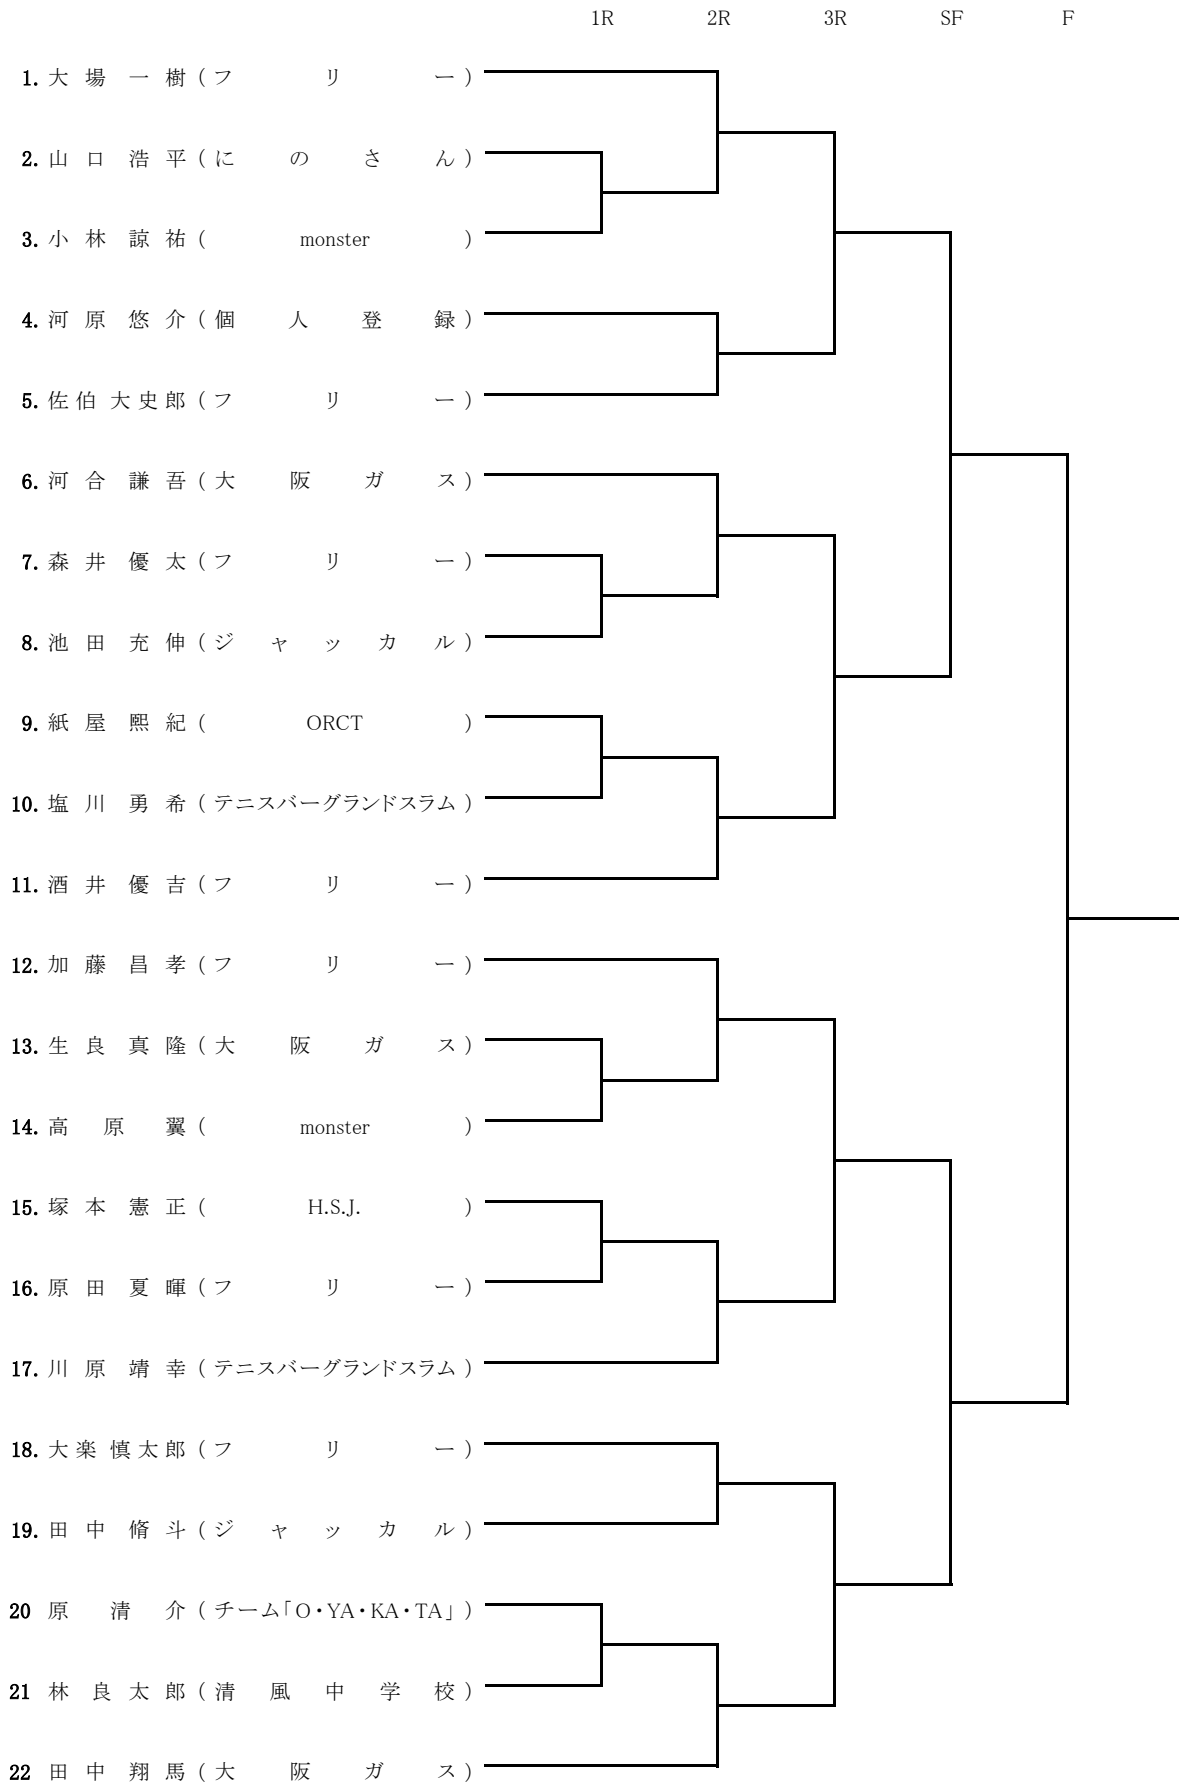 1R 2R 3R SF F
1. 大場 一樹 ( フリー )
2. 山口 浩平 ( にのさん )
3. 小林 諒祐 ( monster )
4. 河原 悠介 ( 個人登録 )
5. 佐伯 大史郎 ( フリー )
6. 河合 謙吾 ( 大阪ガス )
7. 森井 優太 ( フリー )
8. 池田 充伸 ( ジャッカル )
9. 紙屋 熙紀 ( ORCT )
10. 塩川 勇希 ( テニスバーグランドスラム )
11. 酒井 優吉 ( フリー )
12. 加藤 昌孝 ( フリー )
13. 生良 真隆 ( 大阪ガス )
14. 高原 翼 ( monster )
15. 塚本 憲正 ( H.S.J. )
16. 原田 夏暉 ( フリー )
17. 川原 靖幸 ( テニスバーグランドスラム )
18. 大楽 慎太郎 ( フリー )
19. 田中 脩斗 ( ジャッカル )
20 原 清介 ( チーム「O・YA・KA・TA」 )
21 林 良太郎 ( 清風中学校 )
22 田中 翔馬 ( 大阪ガス )